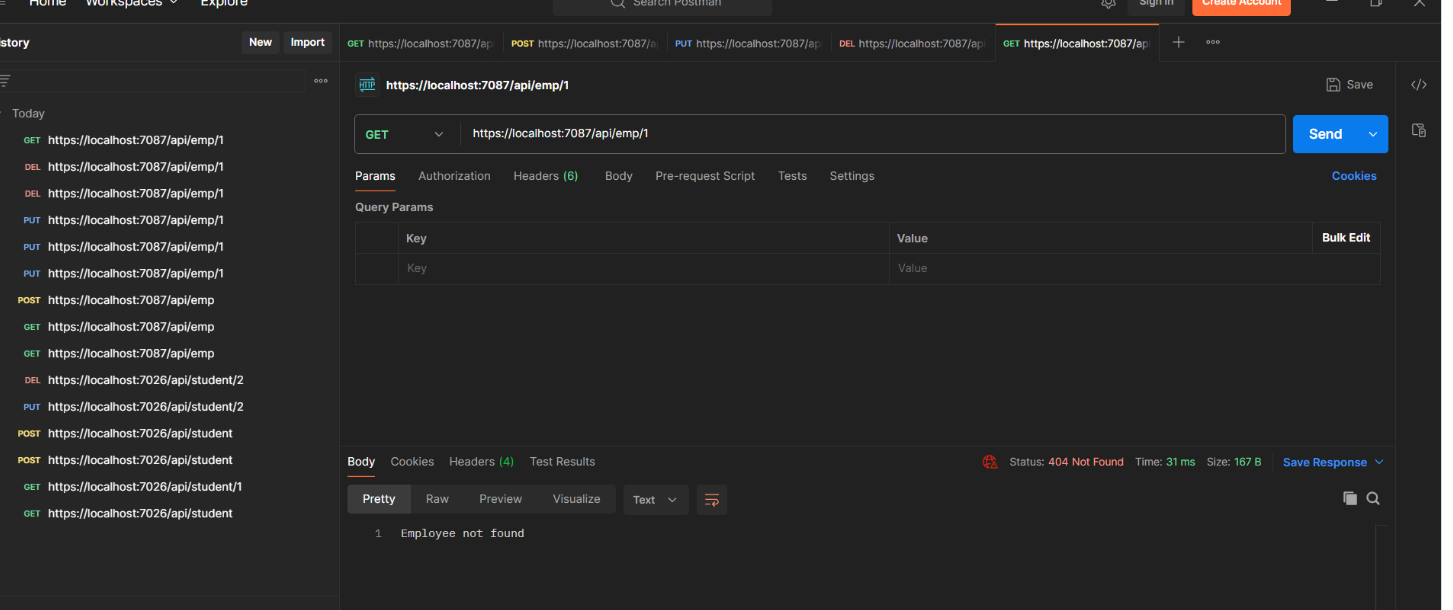 Home Workspaces Explore Search Postman Sign In Create Account
istory New Import
GET https://localhost:7087/ap POST https://localhost:7087/a PUT https://localhost:7087/ap DEL https://localhost:7087/ap GET https://localhost:7087/ap
HTTP https://localhost:7087/api/emp/1 Save
Today
GET https://localhost:7087/api/emp/1
DEL https://localhost:7087/api/emp/1
DEL https://localhost:7087/api/emp/1
PUT https://localhost:7087/api/emp/1
PUT https://localhost:7087/api/emp/1
PUT https://localhost:7087/api/emp/1
POST https://localhost:7087/api/emp
GET https://localhost:7087/api/emp
GET https://localhost:7087/api/emp
DEL https://localhost:7026/api/student/2
PUT https://localhost:7026/api/student/2
POST https://localhost:7026/api/student
POST https://localhost:7026/api/student
GET https://localhost:7026/api/student/1
GET https://localhost:7026/api/student
GET https://localhost:7087/api/emp/1 Send
Params Authorization Headers (6) Body Pre-request Script Tests Settings Cookies
Query Params
Key Value Bulk Edit
Key Value
Body Cookies Headers (4) Test Results Status: 404 Not Found Time: 31 ms Size: 167 B Save Response
Pretty Raw Preview Visualize Text
1 Employee not found